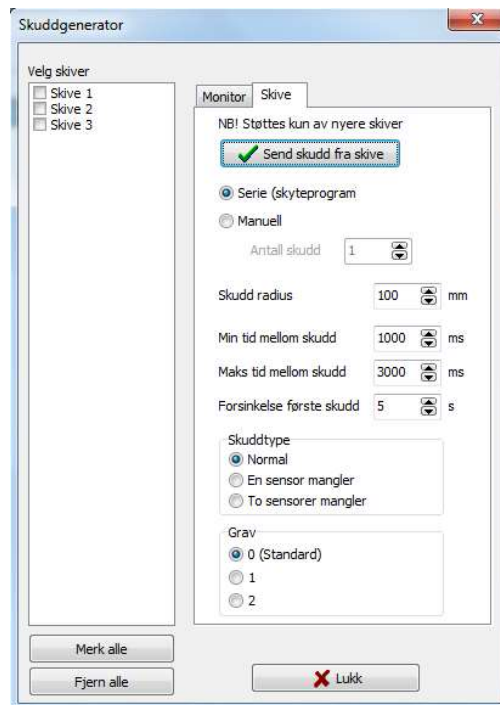 Skuddgenerator
Velg skiver
Skive 1
Skive 2
Skive 3
Merk alle
Fjern alle
Monitor Skive
NB! Støttes kun av nyere skiver
Send skudd fra skive
Serie (skyteprogram
Manuell
Antall skudd 1
Skudd radius 100 mm
Min tid mellom skudd 1000 ms
Maks tid mellom skudd 3000 ms
Forsinkelse første skudd 5 s
Skuddtype
Normal
En sensor mangler
To sensorer mangler
Grav
0 (Standard)
1
2
Lukk